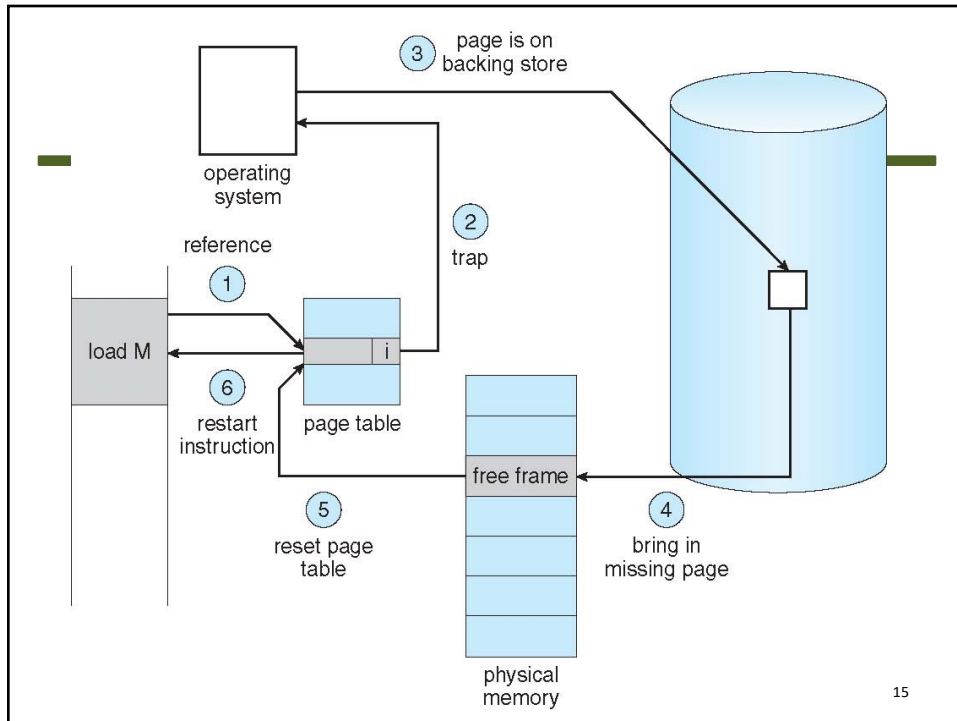 3
page is on
backing store
operating
system
2
trap
reference
1
load M
i
6
restart
instruction
page table
free frame
5
reset page
table
4
bring in
missing page
physical
memory
15